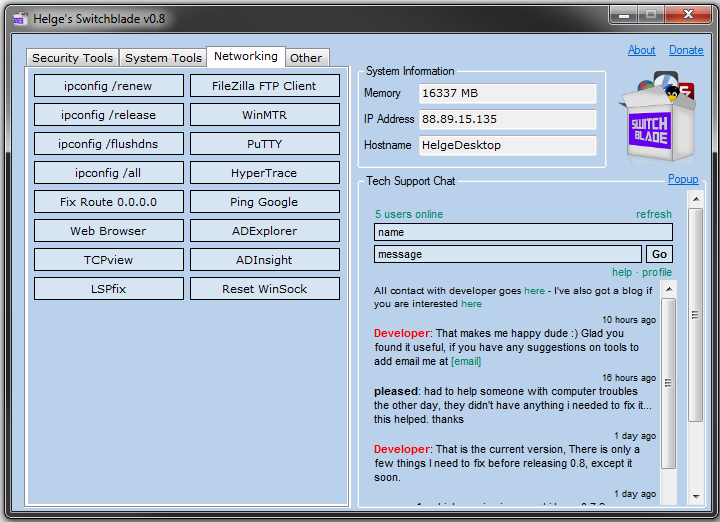 Helge's Switchblade v0.8
About Donate
Security Tools System Tools Networking Other
ipconfig /renew FileZilla FTP Client
ipconfig /release WinMTR
ipconfig /flushdns PuTTY
ipconfig /all HyperTrace
Fix Route 0.0.0.0 Ping Google
Web Browser ADExplorer
TCPview ADInsight
LSPfix Reset WinSock
System Information
Memory 16337 MB
IP Address 88.89.15.135
Hostname HelgeDesktop
SWITCH
BLADE
Tech Support Chat Popup
5 users online refresh
name
message Go
help · profile
All contact with developer goes here - I've also got a blog if
you are interested here
10 hours ago
Developer: That makes me happy dude :) Glad you
found it useful, if you have any suggestions on tools to
add email me at [email]
16 hours ago
pleased: had to help someone with computer troubles
the other day, they didn't have anything i needed to fix it...
this helped. thanks
1 day ago
Developer: That is the current version, There is only a
few things I need to fix before releasing 0.8, except it
soon.
1 day ago